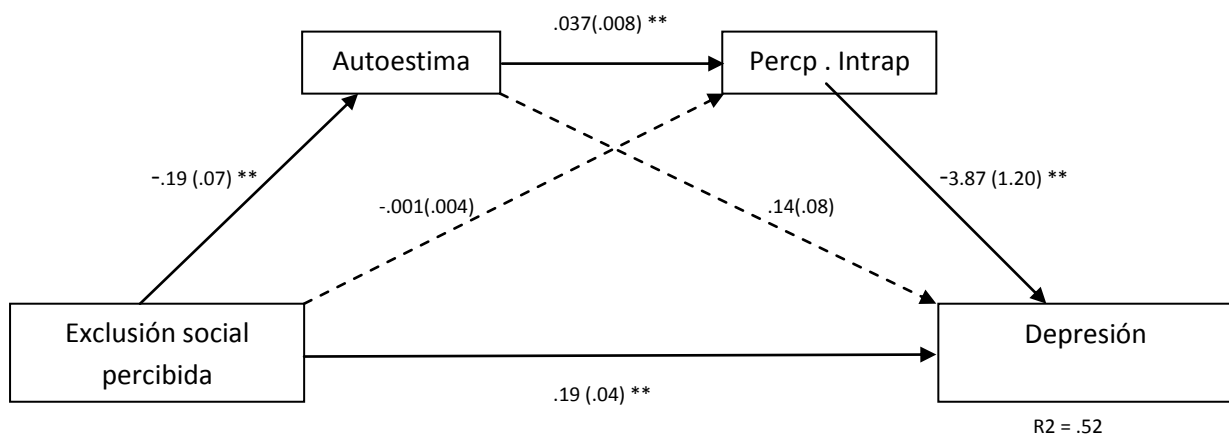 .037(.008) **
Autoestima
Percp . Intrap
-.19 (.07) **
-.001(.004)
.14(.08)
-3.87 (1.20) **
Exclusión social
percibida
Depresión
.19 (.04) **
R2 = .52